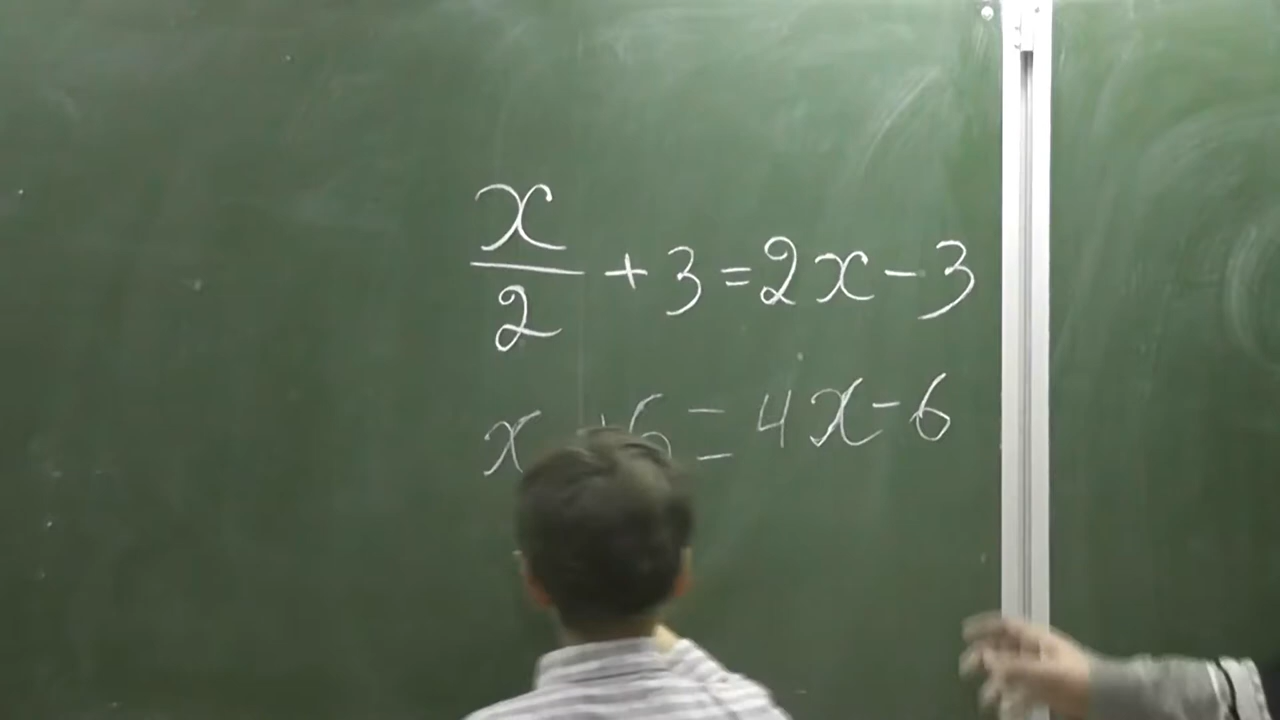 x/2 + 3 = 2x - 3
x + 6 = 4x - 6